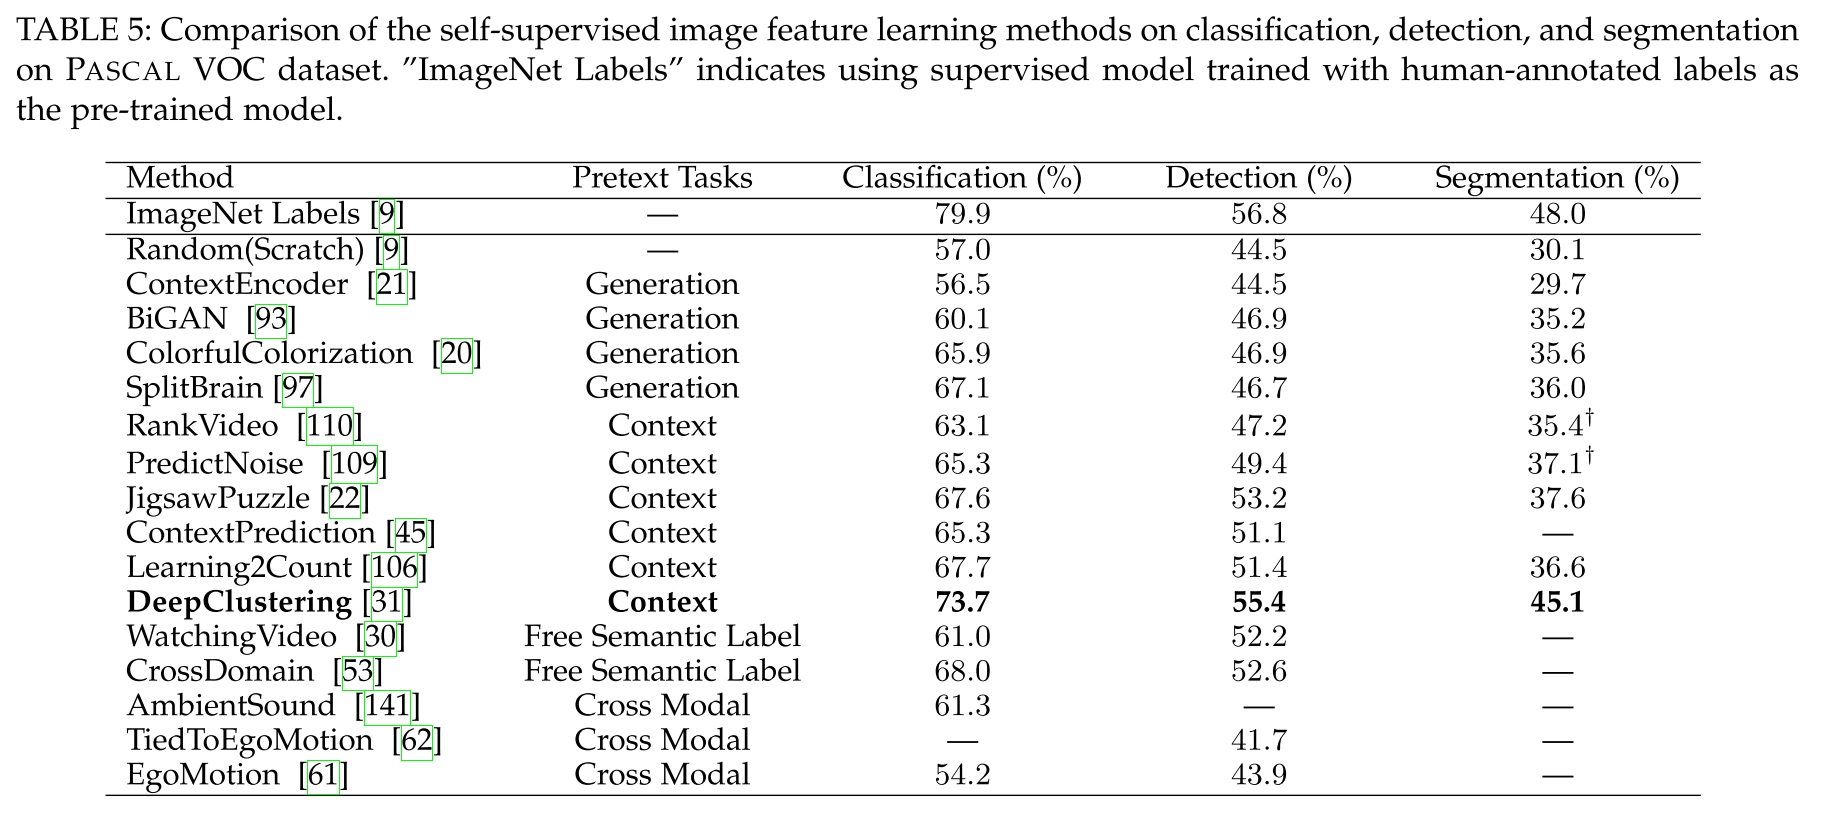 TABLE 5: Comparison of the self-supervised image feature learning methods on classification, detection, and segmentation
on PASCAL VOC dataset. ”ImageNet Labels” indicates using supervised model trained with human-annotated labels as
the pre-trained model.
Method Pretext Tasks Classification (%) Detection (%) Segmentation (%)
ImageNet Labels [9] — 79.9 56.8 48.0
Random(Scratch) [9] — 57.0 44.5 30.1
ContextEncoder [21] Generation 56.5 44.5 29.7
BiGAN [93] Generation 60.1 46.9 35.2
ColorfulColorization [20] Generation 65.9 46.9 35.6
SplitBrain [97] Generation 67.1 46.7 36.0
RankVideo [110] Context 63.1 47.2 35.4†
PredictNoise [109] Context 65.3 49.4 37.1†
JigsawPuzzle [22] Context 67.6 53.2 37.6
ContextPrediction [45] Context 65.3 51.1 —
Learning2Count [106] Context 67.7 51.4 36.6
DeepClustering [31] Context 73.7 55.4 45.1
WatchingVideo [30] Free Semantic Label 61.0 52.2 —
CrossDomain [53] Free Semantic Label 68.0 52.6 —
AmbientSound [141] Cross Modal 61.3 — —
TiedToEgoMotion [62] Cross Modal — 41.7 —
EgoMotion [61] Cross Modal 54.2 43.9 —